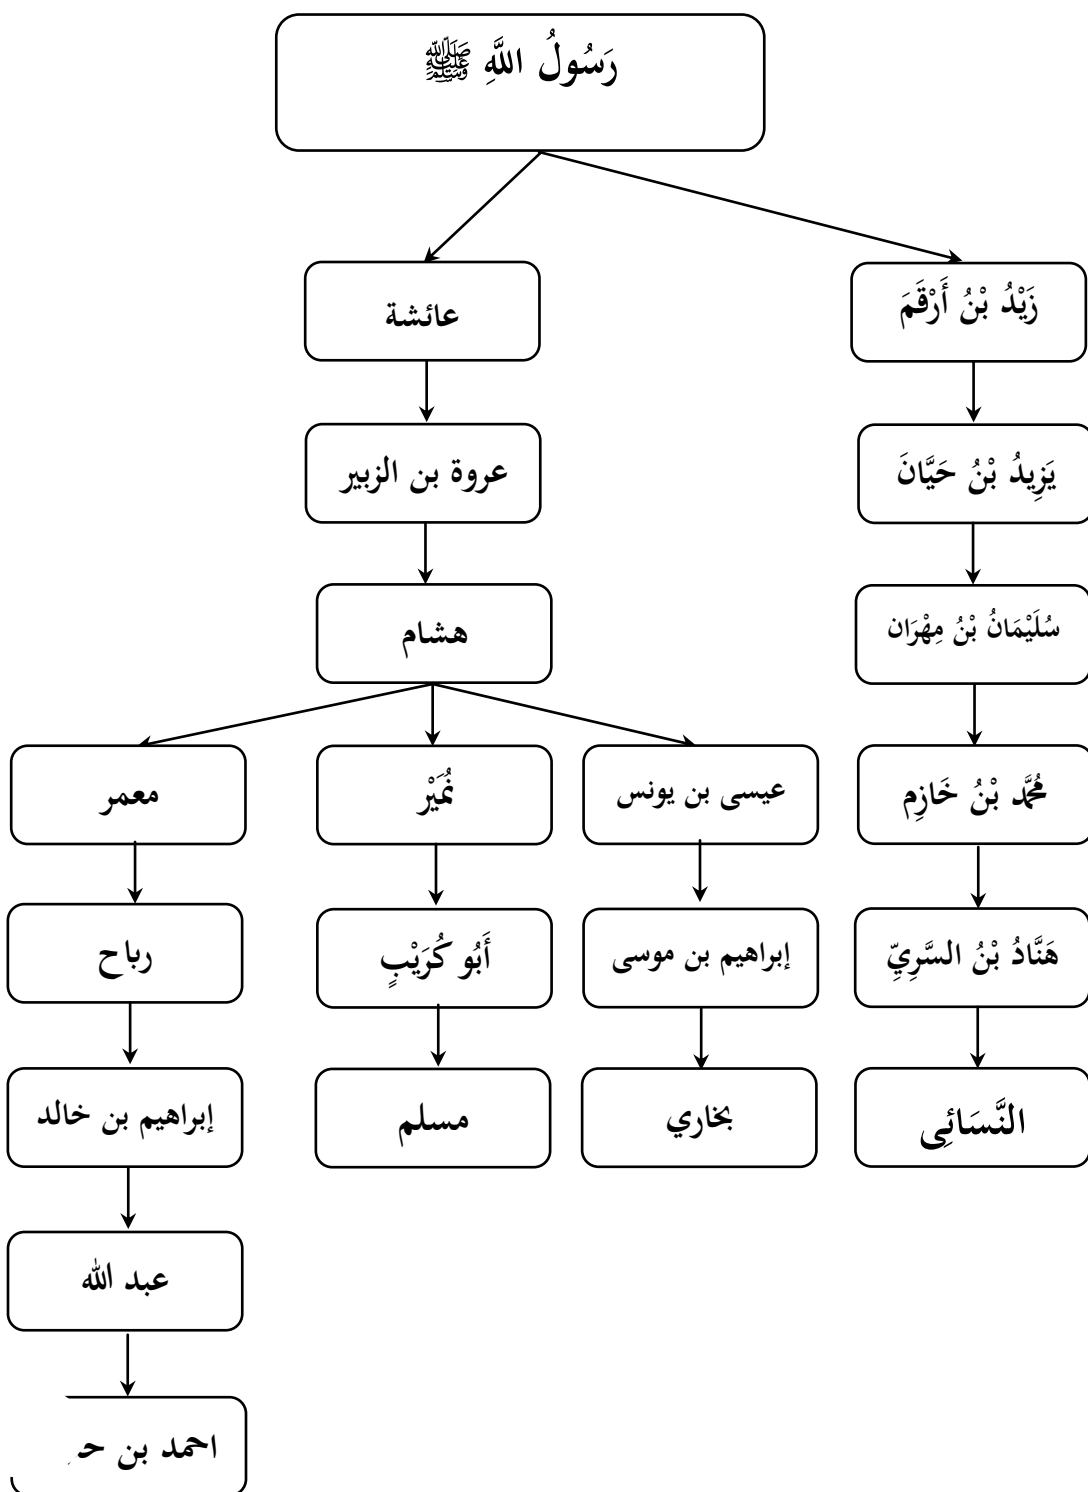 رَسُولُ اللَّهِ ﷺ
زَيْدُ بْنُ أَرْقَمَ
عائشة
يَزِيدُ بْنُ حَيَّانَ
عروة بن الزبير
سُلَيْمَانُ بْنُ مِهْرَان
هشام
مُحَمَّد بْنُ خَازِم
عيسى بن يونس
نُمَيْر
معمر
هَنَّادُ بْنُ السَّرِيِّ
إبراهيم بن موسى
أَبُو كُرَيْبٍ
رباح
النَّسَائِى
بخاري
مسلم
إبراهيم بن خالد
عبد الله
احمد بن